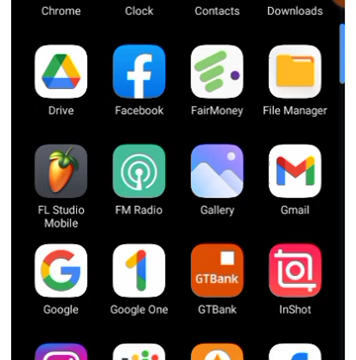 Chrome Clock Contacts Downloads
Drive Facebook FairMoney File Manager
FL Studio Mobile FM Radio Gallery Gmail
GTBank
Google Google One GTBank InShot